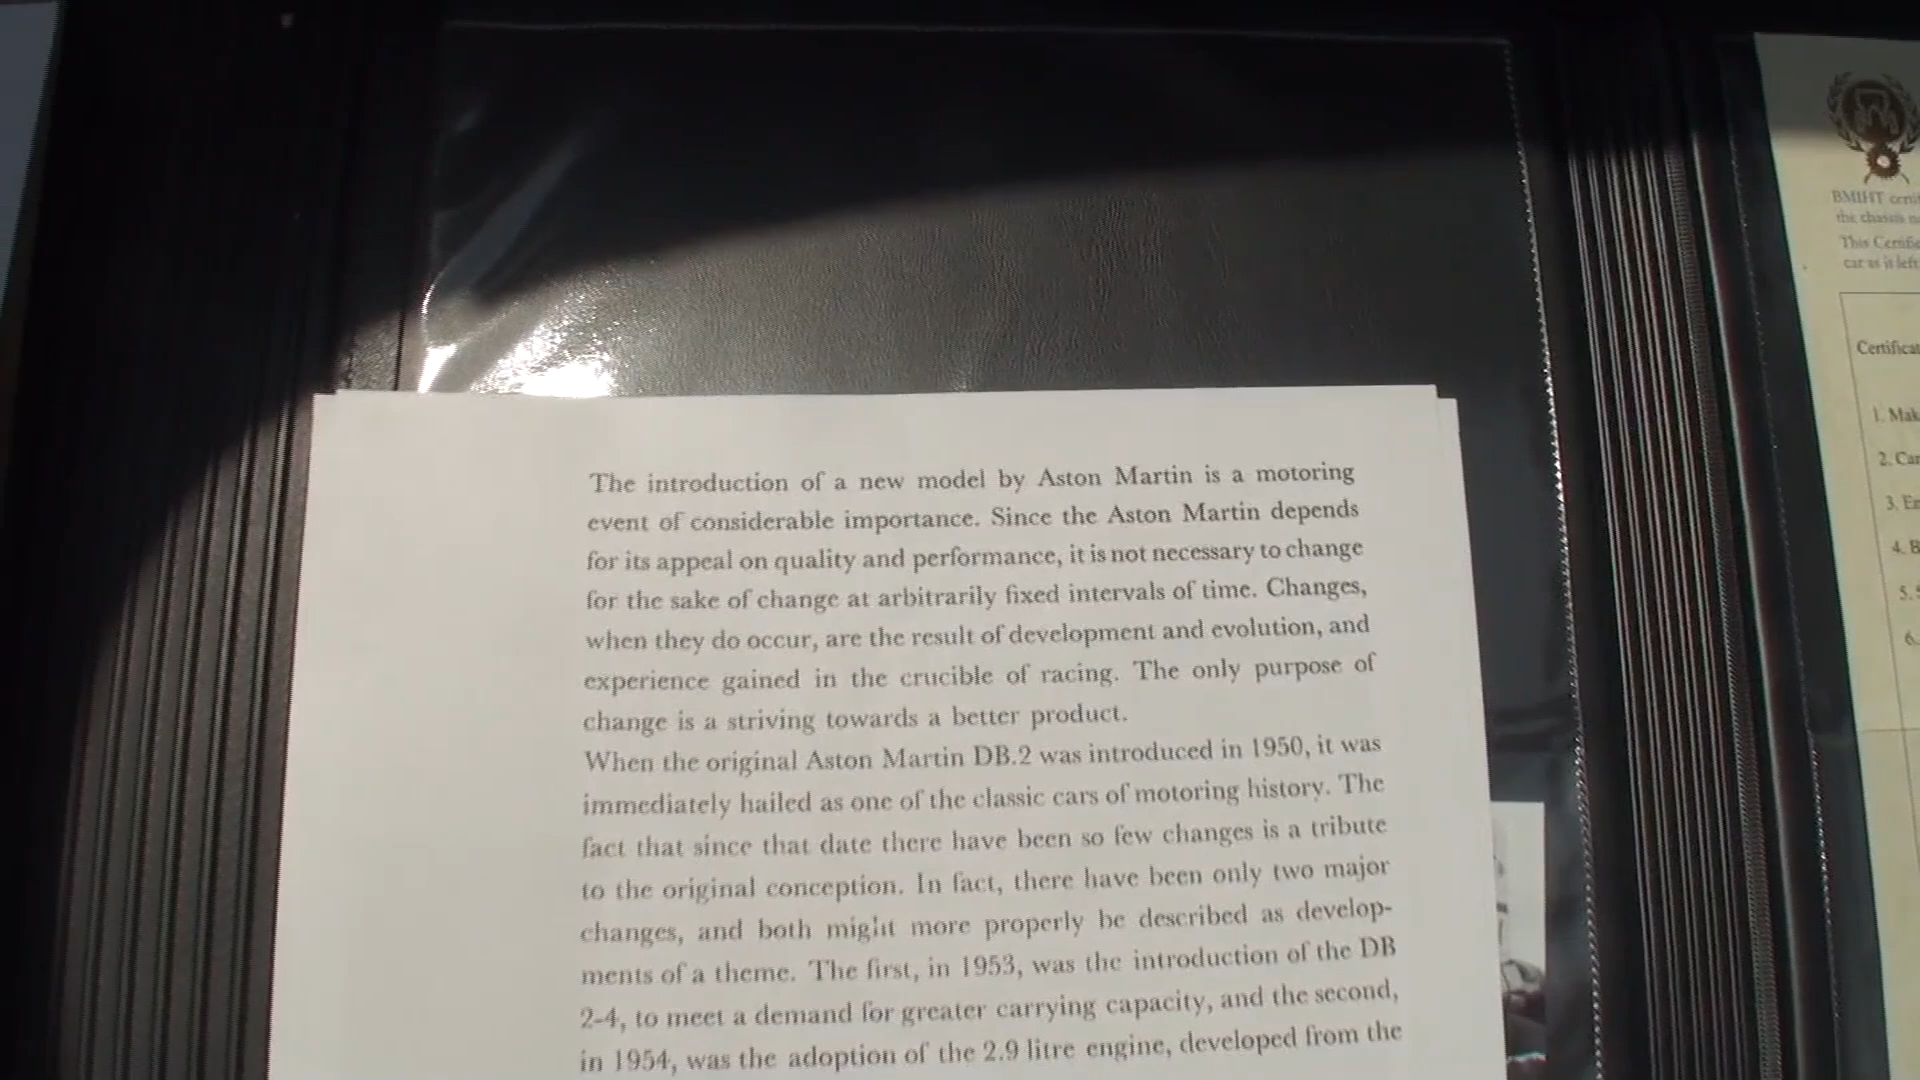 The introduction of a new model by Aston Martin is a motoring
event of considerable importance. Since the Aston Martin depends
for its appeal on quality and performance, it is not necessary to change
for the sake of change at arbitrarily fixed intervals of time. Changes,
when they do occur, are the result of development and evolution, and
experience gained in the crucible of racing. The only purpose of
change is a striving towards a better product.
When the original Aston Martin DB.2 was introduced in 1950, it was
immediately hailed as one of the classic cars of motoring history. The
fact that since that date there have been so few changes is a tribute
to the original conception. In fact, there have been only two major
changes, and both might more properly be described as develop-
ments of a theme. The first, in 1953, was the introduction of the DB
2-4, to meet a demand for greater carrying capacity, and the second,
in 1954, was the adoption of the 2.9 litre engine, developed from the
BMIHT
the chassis
This
car as it left
1.
2. Car
3.
4. B
5.
6.